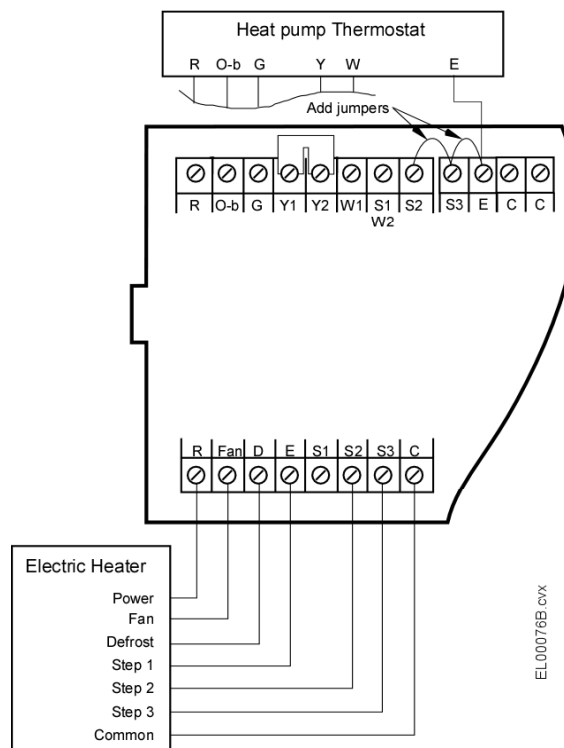 Heat pump Thermostat
R O-b G Y W E
Add jumpers
R O-b G Y1 Y2 W1 S1 S2 S3 E C C
W2
R Fan D E S1 S2 S3 C
Electric Heater
Power
Fan
Defrost
Step 1
Step 2
Step 3
Common
EL00076B.cvx